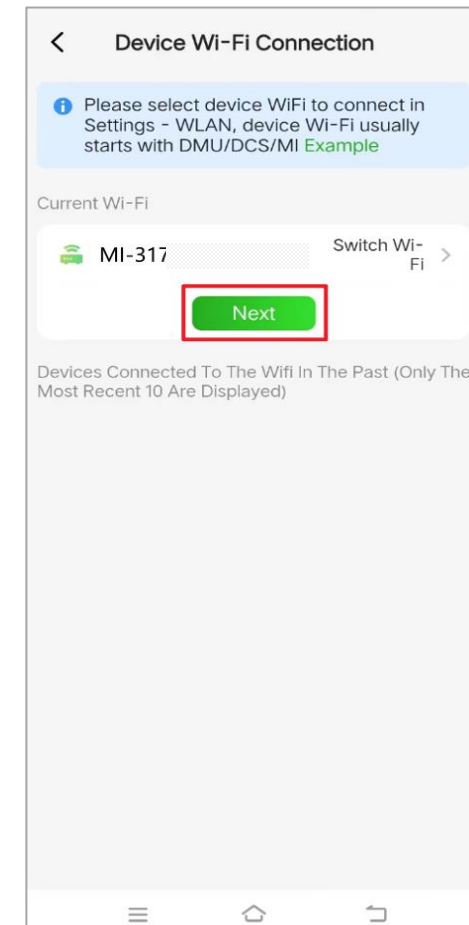 Device Wi-Fi Connection
Please select device WiFi to connect in
Settings - WLAN, device Wi-Fi usually
starts with DMU/DCS/MI Example
Current Wi-Fi
MI-317
Switch Wi-
Fi
Next
Devices Connected To The Wifi In The Past (Only The
Most Recent 10 Are Displayed)